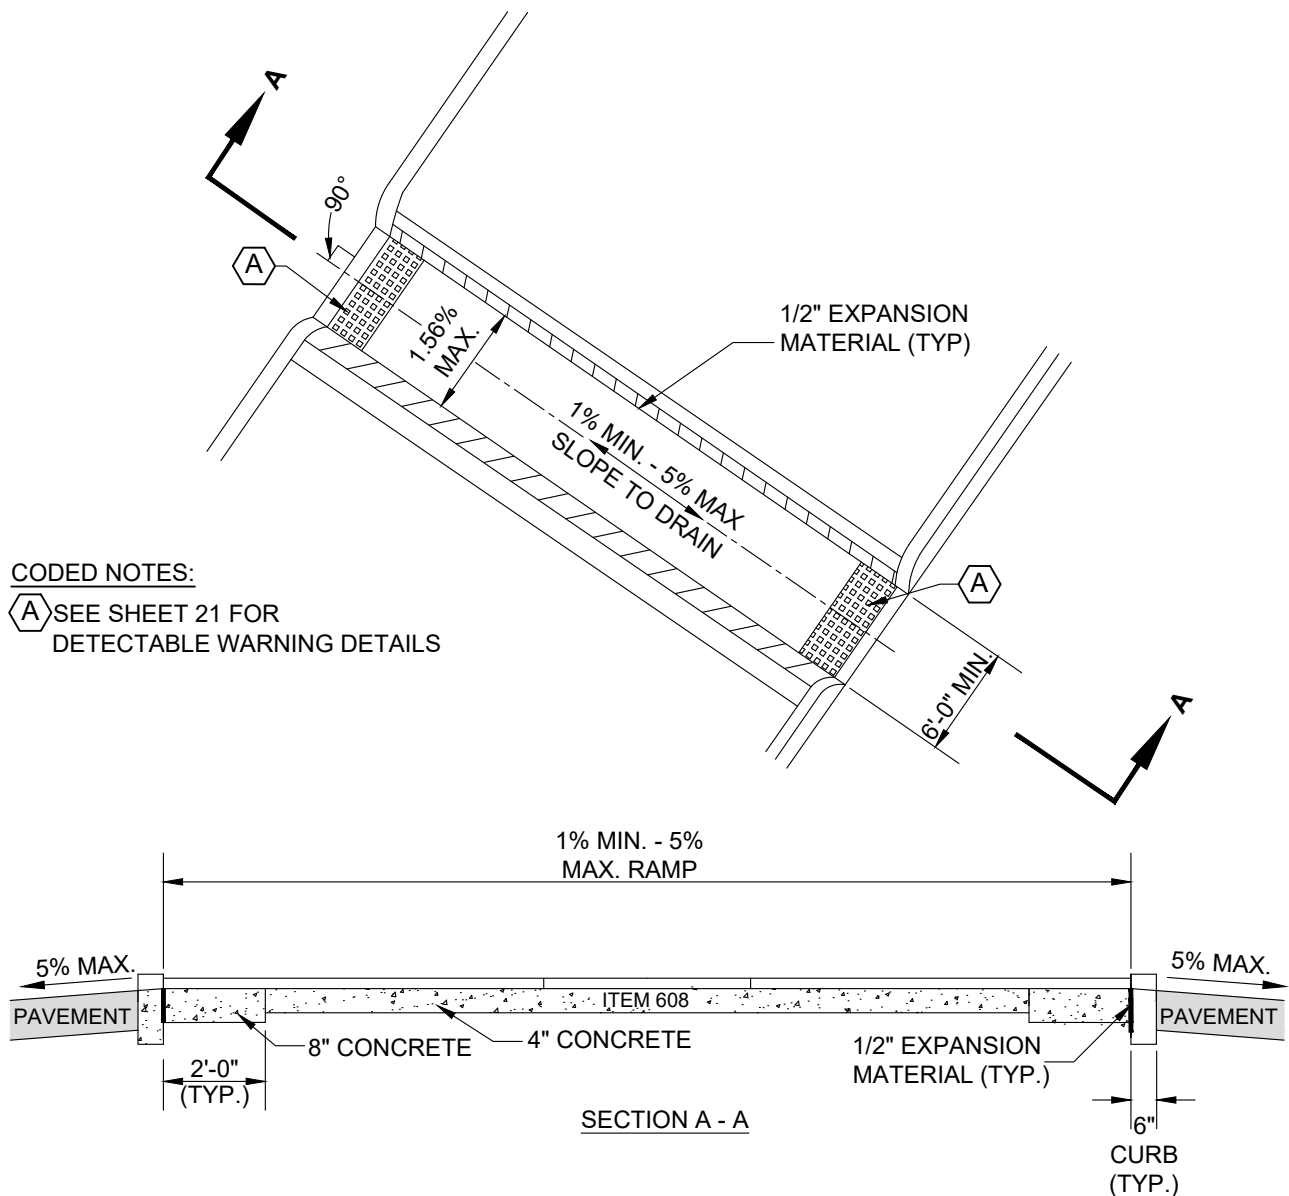 A
90°
A
1/2" EXPANSION
MATERIAL (TYP)
1.56%
MAX.
1% MIN. - 5% MAX
SLOPE TO DRAIN
CODED NOTES:
A SEE SHEET 21 FOR
DETECTABLE WARNING DETAILS
A
6'-0" MIN.
A
1% MIN. - 5%
MAX. RAMP
5% MAX.
5% MAX.
PAVEMENT
ITEM 608
PAVEMENT
8" CONCRETE
4" CONCRETE
1/2" EXPANSION
MATERIAL (TYP.)
2'-0"
(TYP.)
SECTION A - A
6"
CURB
(TYP.)